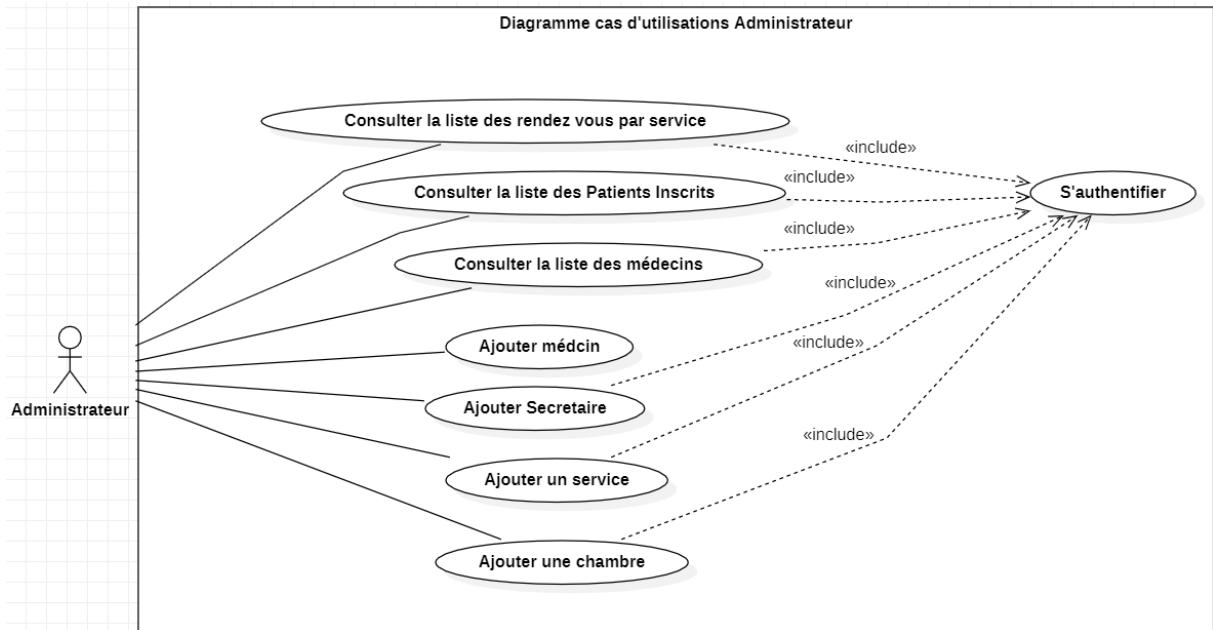 Diagramme cas d'utilisations Administrateur
Consulter la liste des rendez vous par service
«include»
Consulter la liste des Patients Inscrits
«include»
S'authentifier
«include»
Consulter la liste des médecins
«include»
Ajouter médcin
«include»
Administrateur
Ajouter Secretaire
«include»
Ajouter un service
Ajouter une chambre